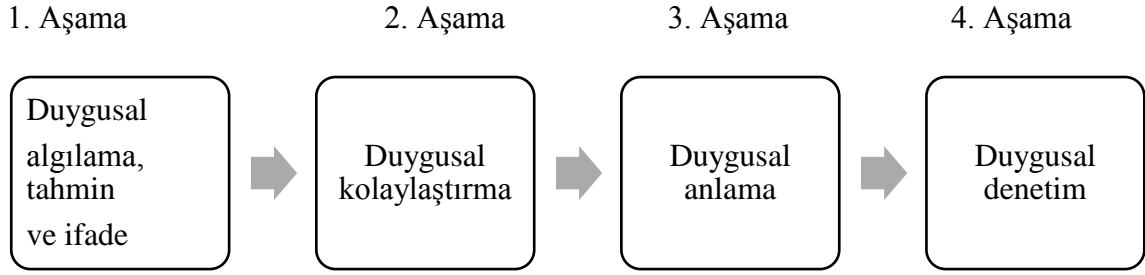 1. Aşama
2. Aşama
3. Aşama
4. Aşama
Duygusal
algılama,
tahmin
ve ifade
Duygusal
kolaylaştırma
Duygusal
anlama
Duygusal
denetim